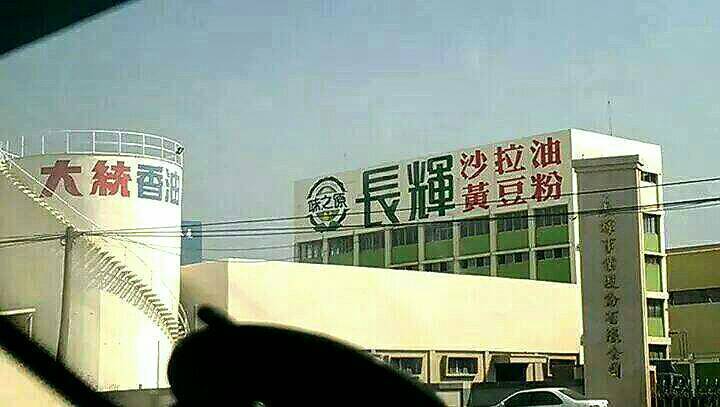 大統香油
味之原
長輝
沙拉油
黃豆粉